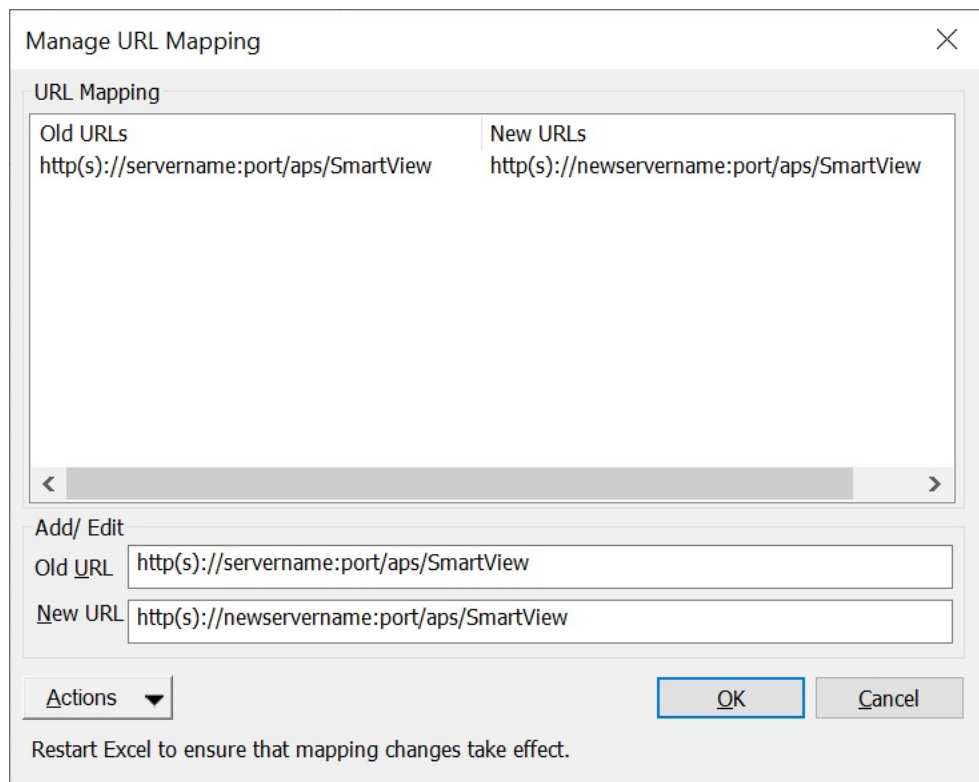 Manage URL Mapping
URL Mapping
Old URLs New URLs
http(s)://servername:port/aps/SmartView http(s)://newservername:port/aps/SmartView
Add/ Edit
Old URL http(s)://servername:port/aps/SmartView
New URL http(s)://newservername:port/aps/SmartView
Actions OK Cancel
Restart Excel to ensure that mapping changes take effect.